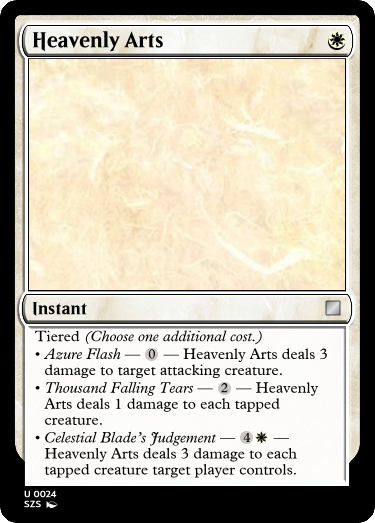 Heavenly Arts
Instant
Tiered (Choose one additional cost.)
• Azure Flash — 0 — Heavenly Arts deals 3
damage to target attacking creature.
• Thousand Falling Tears — 2 — Heavenly
Arts deals 1 damage to each tapped
creature.
• Celestial Blade's Judgement — 4 —
Heavenly Arts deals 3 damage to each
tapped creature target player controls.
U 0024
SZS